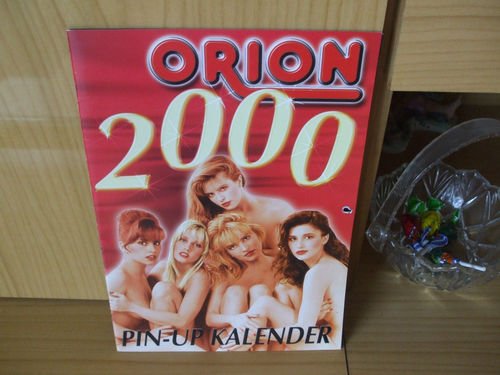 ORION
2000
PIN-UP KALENDER